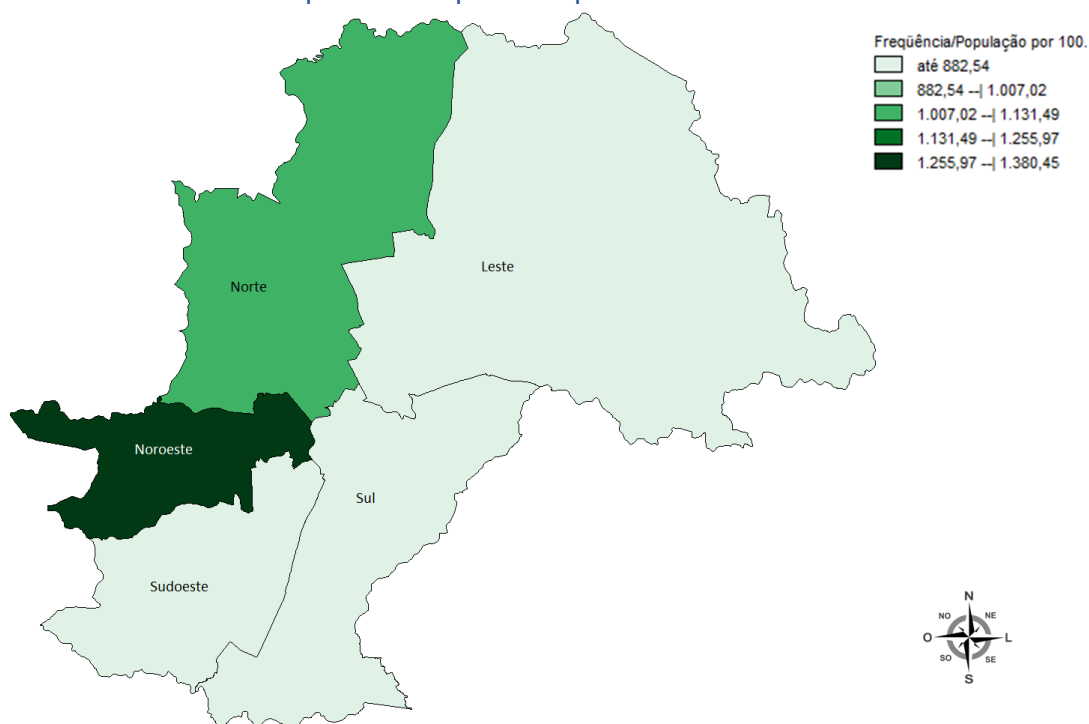 Freqüência/População por 100.
até 882,54
882,54 --| 1.007,02
1.007,02 --| 1.131,49
1.131,49 --| 1.255,97
1.255,97 --| 1.380,45
Leste
Norte
Noroeste
Sul
Sudoeste
N
NO NE
O L
SO SE
S